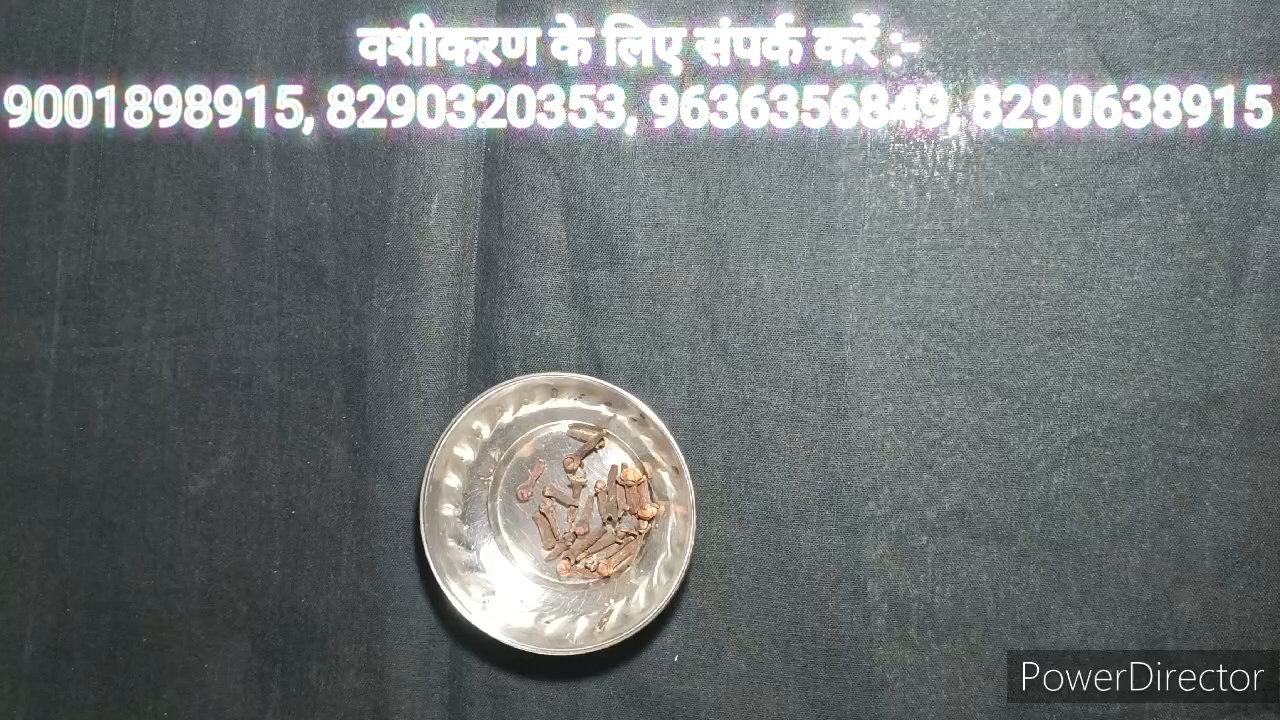 वशीकरण के लिए संपर्क करें :-
9001898915, 8290320353, 9636356849, 8290638915
PowerDirector